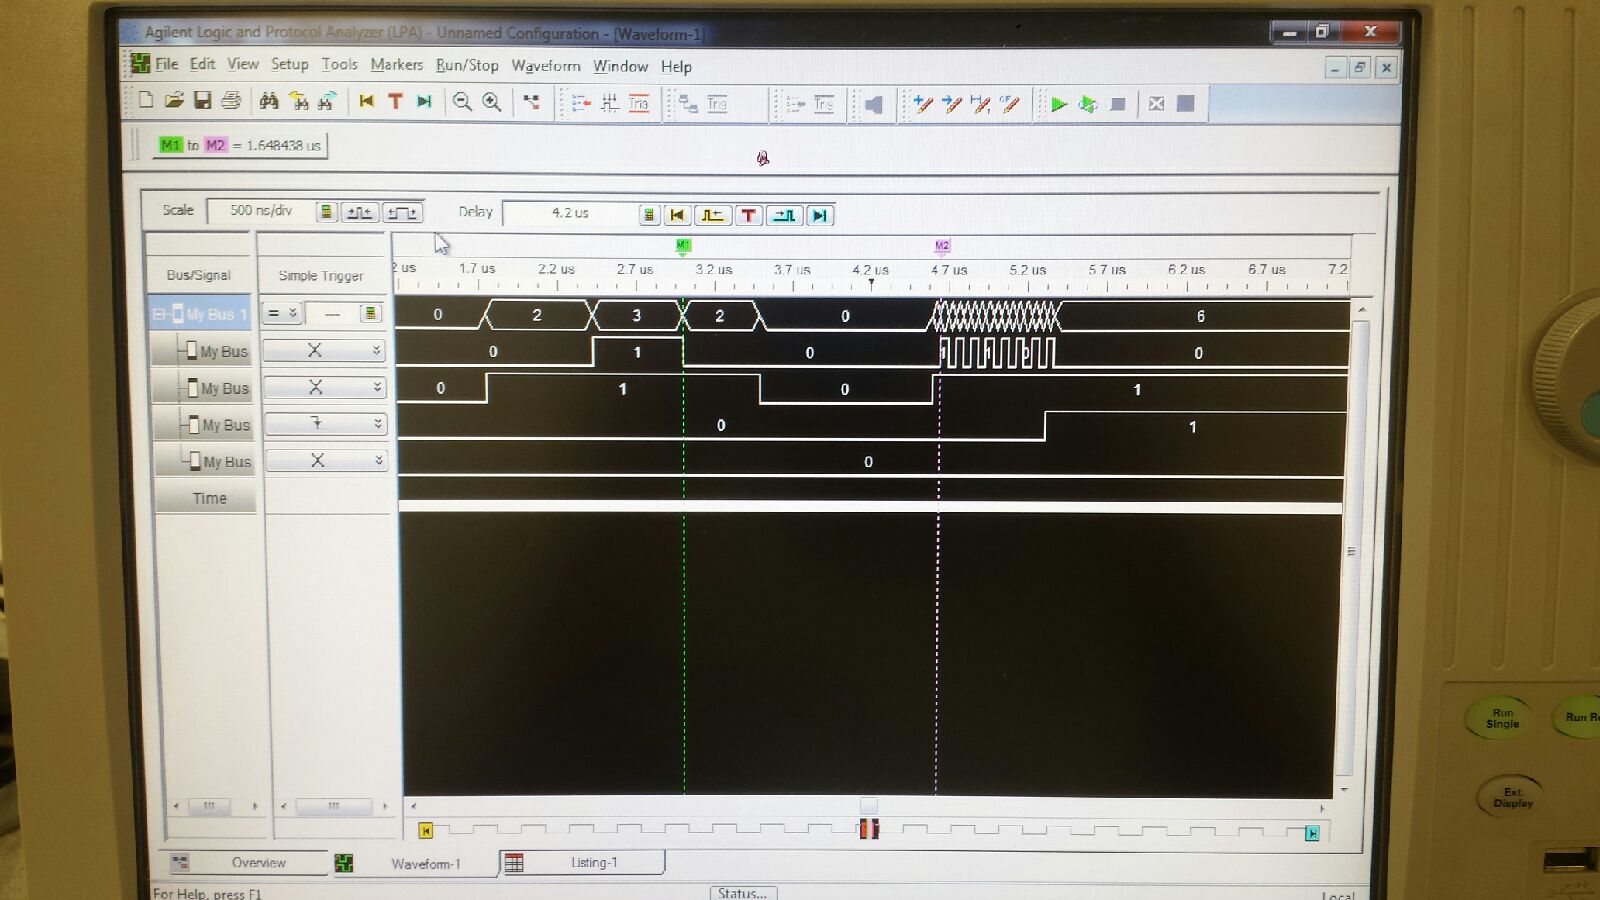 Agilent Logic and Protocol Analyzer (LPA) - Unnamed Configuration - [Waveform-1]
File Edit View Setup Tools Markers Run/Stop Waveform Window Help
M1 to M2 = 1.648438 us
Scale 500 ns/div Delay 4.2 us T
M1 M2
Bus/Signal Simple Trigger 2 us 1.7 us 2.2 us 2.7 us 3.2 us 3.7 us 4.2 us 4.7 us 5.2 us 5.7 us 6.2 us 6.7 us 7.2
My Bus 1 = 0 2 3 2 0 6
My Bus X 0 1 0 1 1 0 0
My Bus X 0 1 0 1
My Bus 0 1
My Bus X 0
Time
Overview Waveform-1 Listing-1
For Help, press F1 Status... Local
Run Single
Run Re
Ext. Display